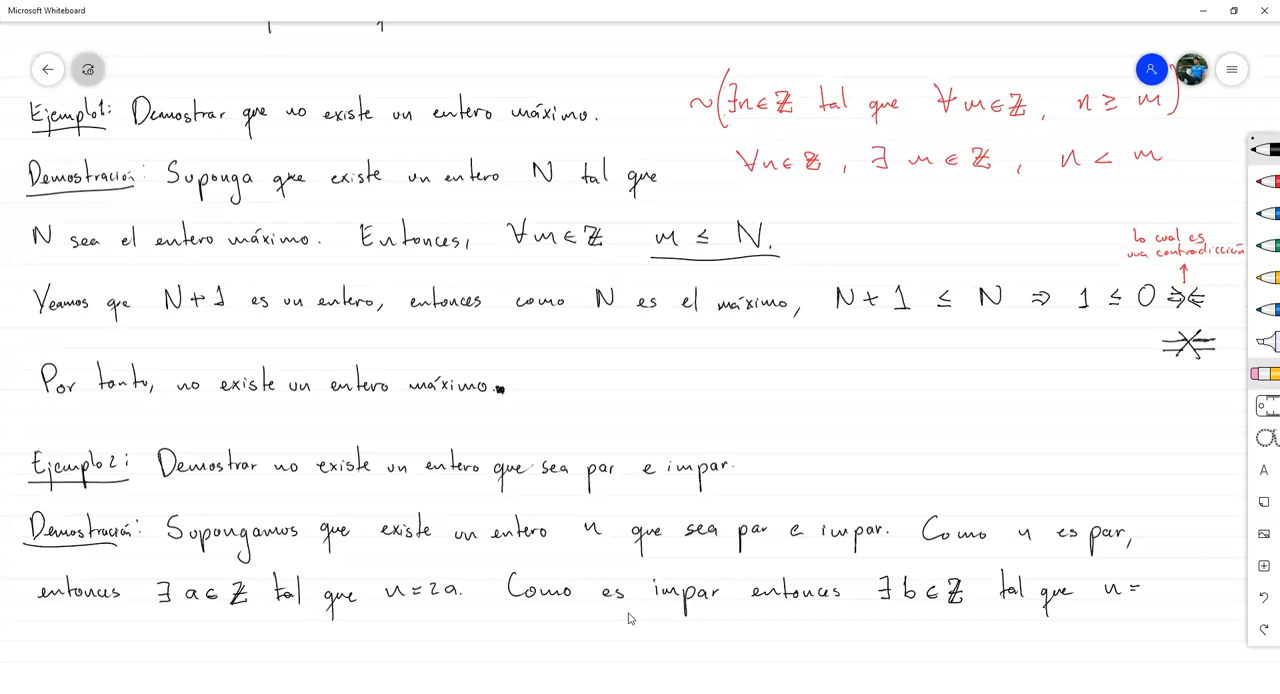 Microsoft Whiteboard
Ejemplo1: Demostrar que no existe un entero máximo.
~(∃n∈ℤ tal que ∀m∈ℤ, n ≥ m)
∀n∈ℤ, ∃ m∈ℤ, n < m
Demostración: Suponga que existe un entero N tal que
N sea el entero máximo. Entonces, ∀m∈ℤ m ≤ N.
lo cual es
una contradicción
Veamos que N+1 es un entero, entonces como N es el máximo, N+1 ≤ N ⇒ 1 ≤ 0 ⇒⇐
Por tanto, no existe un entero máximo.
Ejemplo2: Demostrar no existe un entero que sea par e impar.
Demostración: Supongamos que existe un entero n que sea par e impar. Como n es par,
entonces ∃ a∈ℤ tal que n=2a. Como es impar entonces ∃ b∈ℤ tal que n=